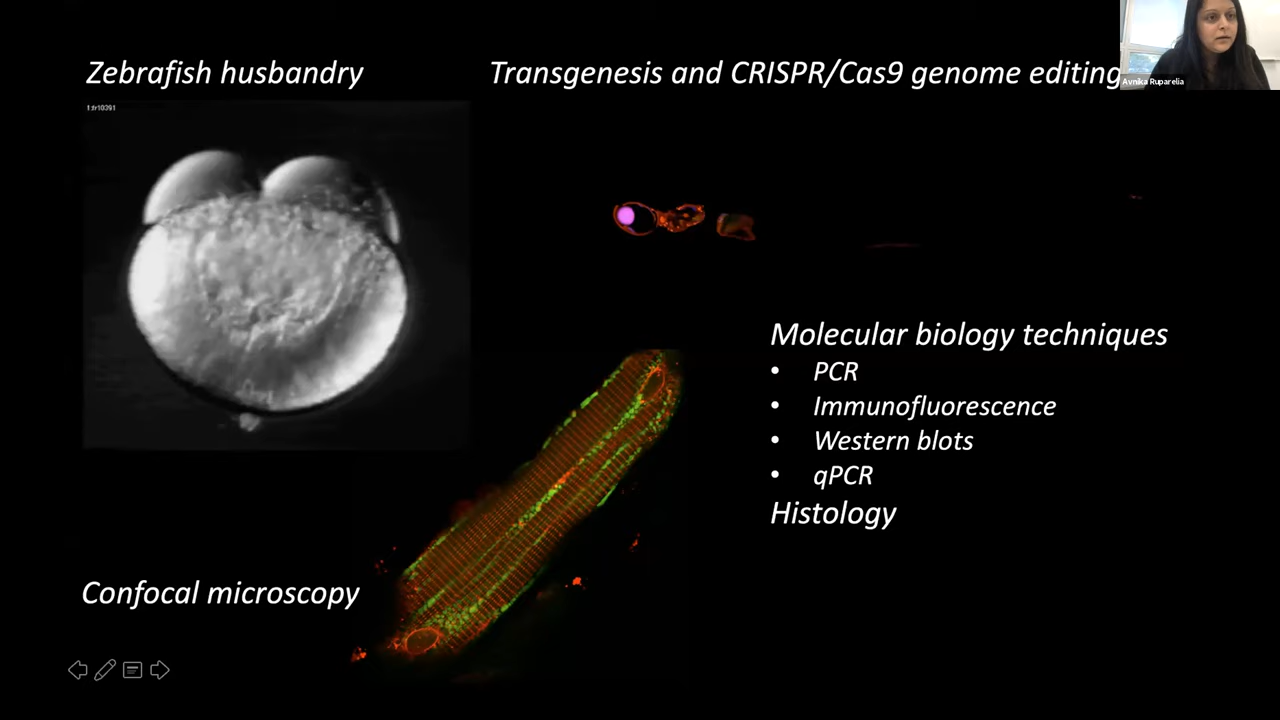 Zebrafish husbandry
Transgenesis and CRISPR/Cas9 genome editing
Avnika Ruparelia
Molecular biology techniques
• PCR
• Immunofluorescence
• Western blots
• qPCR
Histology
Confocal microscopy